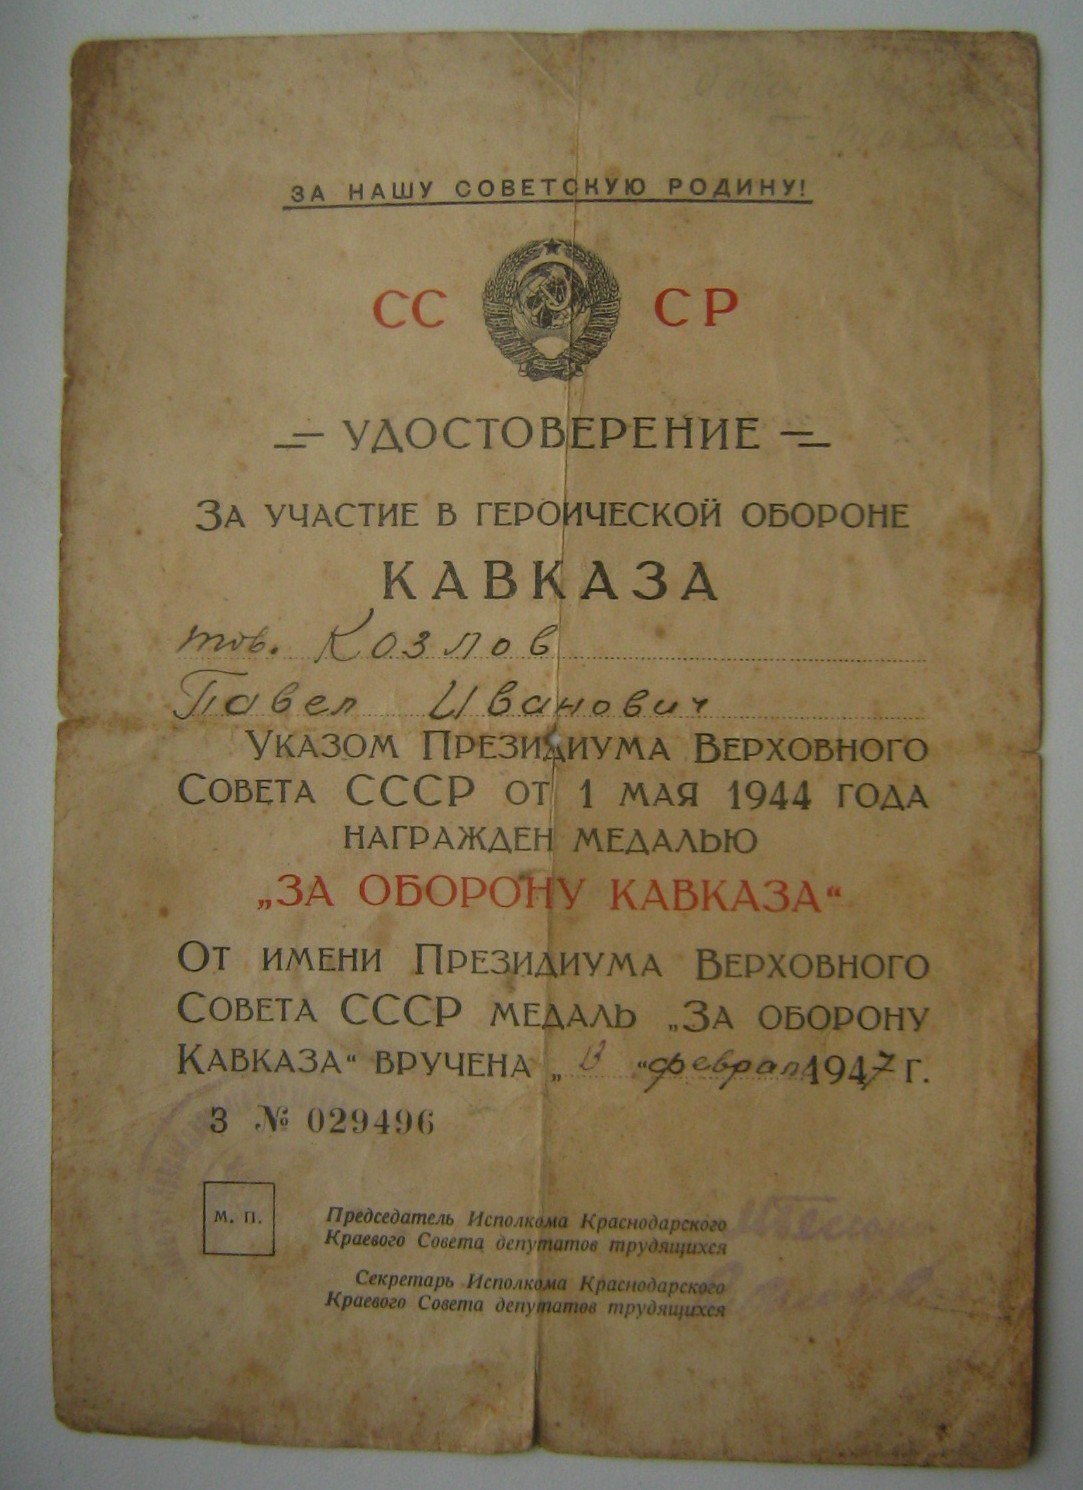 ЗА НАШУ СОВЕТСКУЮ РОДИНУ!
СС СР
УДОСТОВЕРЕНИЕ
ЗА УЧАСТИЕ В ГЕРОИЧЕСКОЙ ОБОРОНЕ
КАВКАЗА
тов. Козлов
Павел Иванович
УКАЗОМ ПРЕЗИДИУМА ВЕРХОВНОГО
СОВЕТА СССР ОТ 1 МАЯ 1944 ГОДА
НАГРАЖДЕН МЕДАЛЬЮ
„ЗА ОБОРОНУ КАВКАЗА“
ОТ ИМЕНИ ПРЕЗИДИУМА ВЕРХОВНОГО
СОВЕТА СССР МЕДАЛЬ „ЗА ОБОРОНУ
КАВКАЗА“ ВРУЧЕНА „13“ феврал 1947 Г.
З № 029496
М. П.
Председатель Исполкома Краснодарского
Краевого Совета депутатов трудящихся
Секретарь Исполкома Краснодарского
Краевого Совета депутатов трудящихся